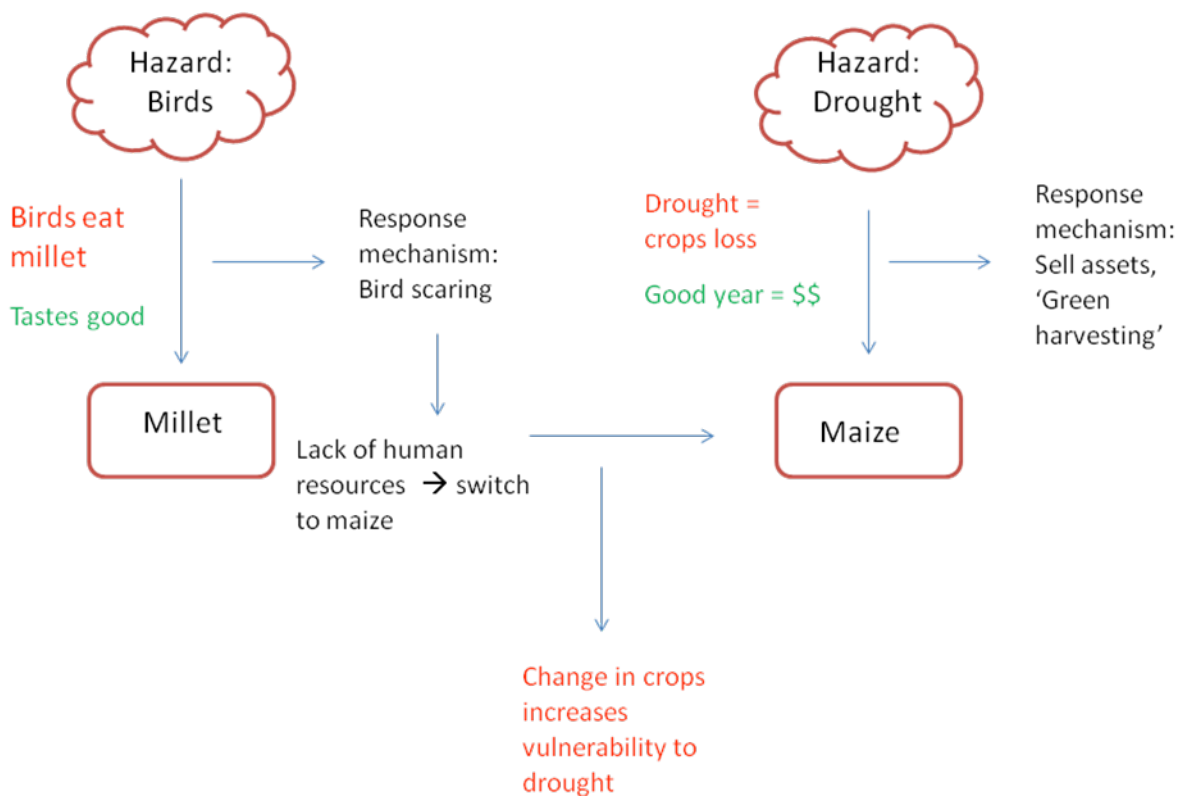 Hazard:
Birds
Birds eat
millet
Tastes good
Response
mechanism:
Bird scaring
Millet
Lack of human
resources → switch
to maize
Hazard:
Drought
Drought =
crops loss
Good year = $$
Response
mechanism:
Sell assets,
‘Green
harvesting’
Maize
Change in crops
increases
vulnerability to
drought